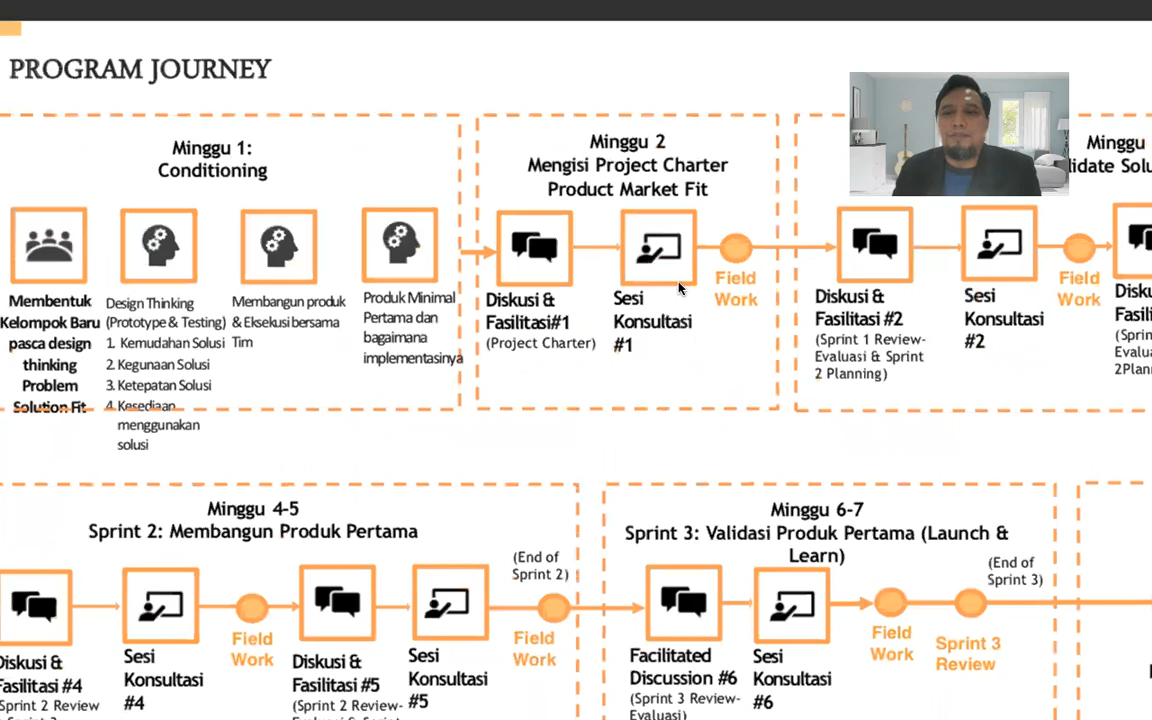 PROGRAM JOURNEY
Minggu 1:
Conditioning
Membentuk
Kelompok Baru
pasca design
thinking
Problem
Solution Fit
Design Thinking
(Prototype & Testing)
1. Kemudahan Solusi
2. Kegunaan Solusi
3. Ketepatan Solusi
4. Kesediaan
menggunakan
solusi
Membangun produk
& Eksekusi bersama
Tim
Produk Minimal
Pertama dan
bagaimana
implementasinya
Minggu 2
Mengisi Project Charter
Product Market Fit
Diskusi &
Fasilitasi#1
(Project Charter)
Sesi
Konsultasi
#1
Field
Work
Minggu
Diskusi &
Fasilitasi #2
(Sprint 1 Review-
Evaluasi & Sprint
2 Planning)
Sesi
Konsultasi
#2
Field
Work
Minggu 4-5
Sprint 2: Membangun Produk Pertama
Fasilitasi #4
Sprint 2 Review
Sesi
Konsultasi
#4
Field
Work
Diskusi &
Fasilitasi #5
(Sprint 2 Review-
Sesi
Konsultasi
#5
(End of
Sprint 2)
Field
Work
Minggu 6-7
Sprint 3: Validasi Produk Pertama (Launch &
Learn)
Facilitated
Discussion #6
(Sprint 3 Review-
Evaluasi)
Sesi
Konsultasi
#6
Field
Work
(End of
Sprint 3)
Sprint 3
Review